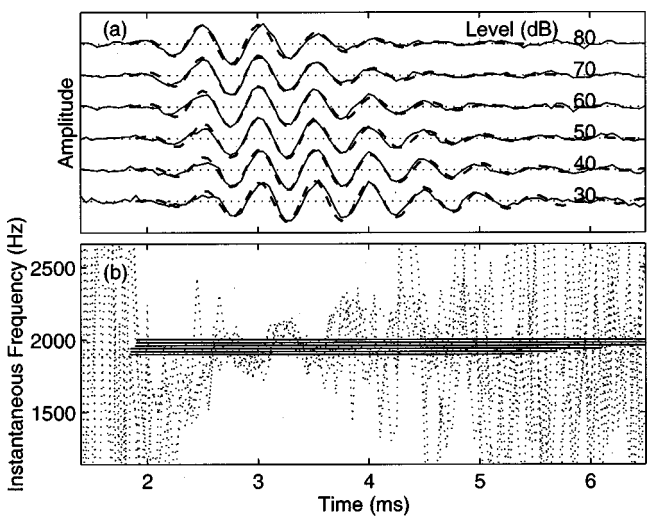 (a)
Level (dB)
80
70
60
50
40
30
Amplitude
(b)
Instantaneous Frequency (Hz)
2500
2000
1500
2 3 4 5 6
Time (ms)